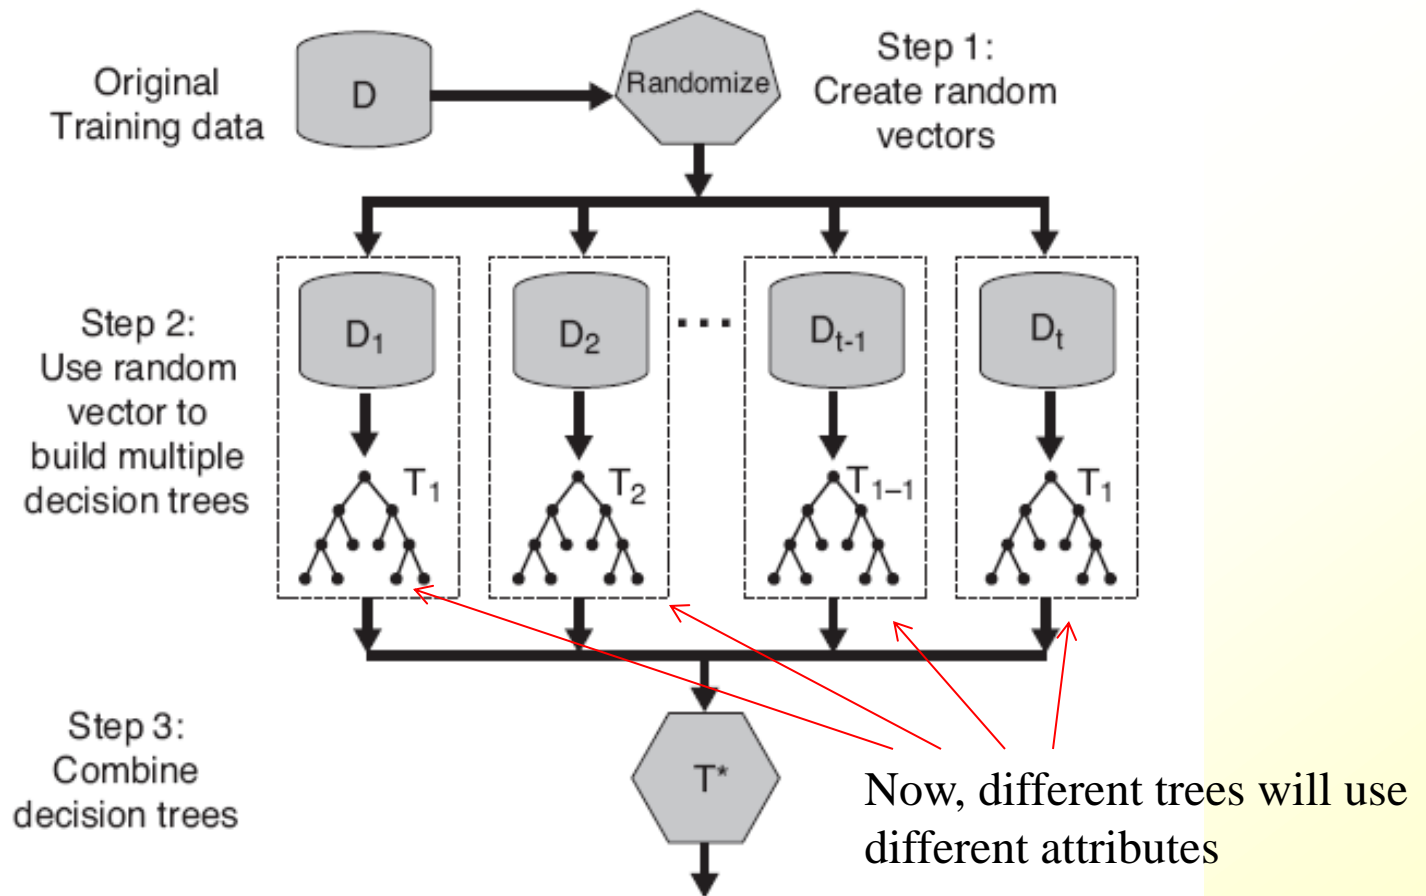 Original
Training data
D
Randomize
Step 1:
Create random
vectors
Step 2:
Use random
vector to
build multiple
decision trees
D₁
D₂
...
Dₜ₋₁
Dₜ
T₁
T₂
T₁₋₁
T₁
Step 3:
Combine
decision trees
T*
Now, different trees will use
different attributes